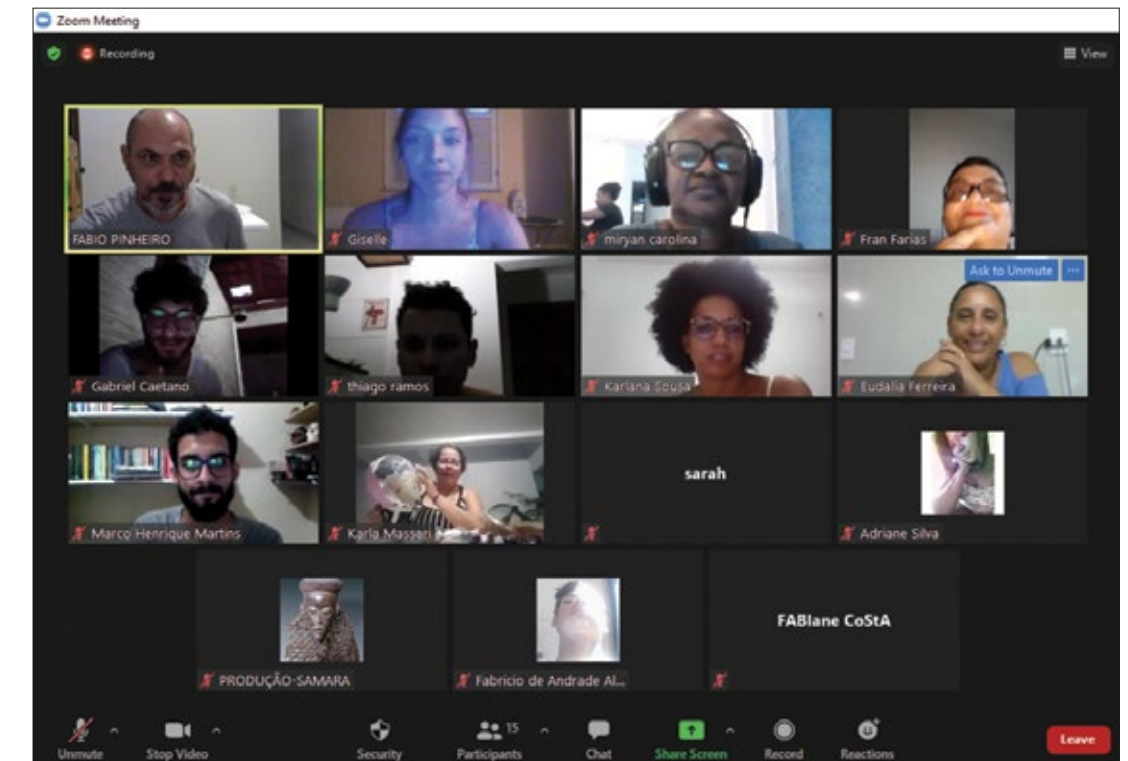 Zoom Meeting
Recording
View
FABIO PINHEIRO
Giselle
miryan carolina
Fran Farias
Ask to Unmute
Gabriel Caetano
thiago ramos
Karlana Sousa
Eudalia Ferreira
Marco Henrique Martins
Karla Massari
sarah
Adriane Silva
PRODUÇÃO-SAMARA
Fabricio de Andrade Al...
FABIane CoStA
Unmute
Stop Video
Security
15
Participants
Chat
Share Screen
Record
Reactions
Leave